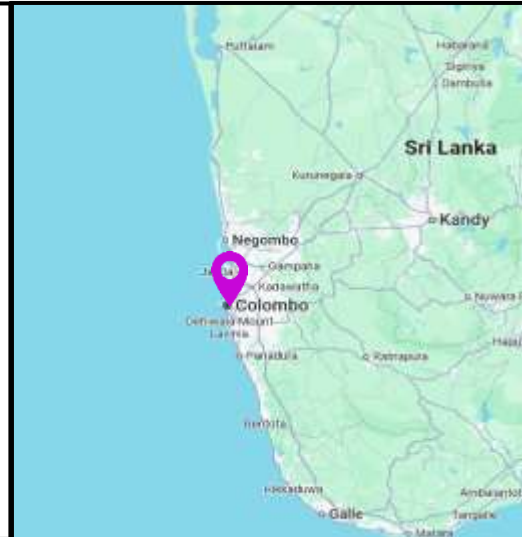 Puttalam
Habarana
Sigiriya
Dambulla
Sri Lanka
Kurunegala
Kandy
Negombo
Gampaha
Kadawatha
Nuwara
Colombo
Dehiwala Mount
Lavinia
Panadura
Ratnapura
Bentota
Hikkaduwa
Galle
Tangalle
Matara